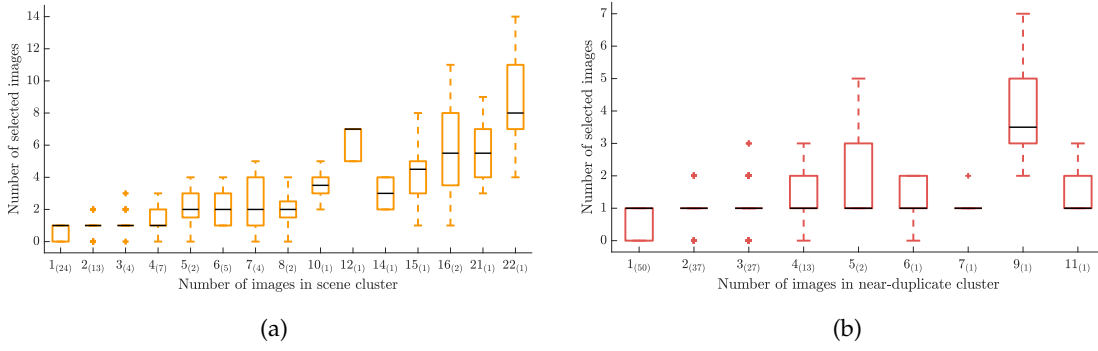 14
12
10
8
6
4
2
0
Number of selected images
1(24) 2(13) 3(4) 4(7) 5(2) 6(5) 7(4) 8(2) 10(1) 12(1) 14(1) 15(1) 16(2) 21(1) 22(1)
Number of images in scene cluster
(a)
7
6
5
4
3
2
1
0
Number of selected images
1(50) 2(37) 3(27) 4(13) 5(2) 6(1) 7(1) 9(1) 11(1)
Number of images in near-duplicate cluster
(b)